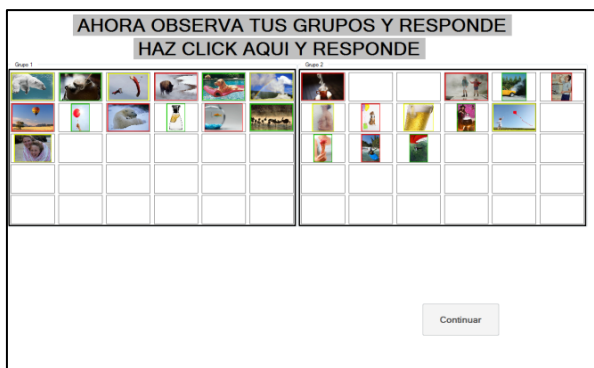 AHORA OBSERVA TUS GRUPOS Y RESPONDE
HAZ CLICK AQUI Y RESPONDE
Grupo 1
Grupo 2
Continuar